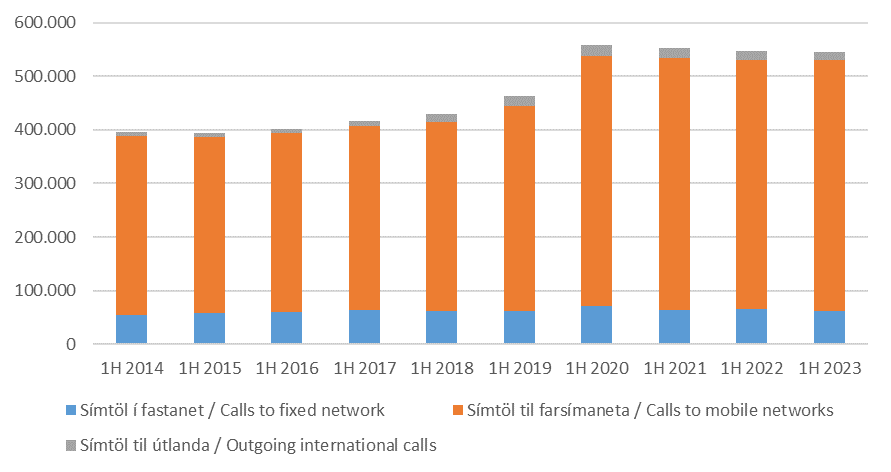 600.000
500.000
400.000
300.000
200.000
100.000
0
1H 2014 1H 2015 1H 2016 1H 2017 1H 2018 1H 2019 1H 2020 1H 2021 1H 2022 1H 2023
Símtöl í fastanet / Calls to fixed network Símtöl til farsímaneta / Calls to mobile networks
Símtöl til útlanda / Outgoing international calls